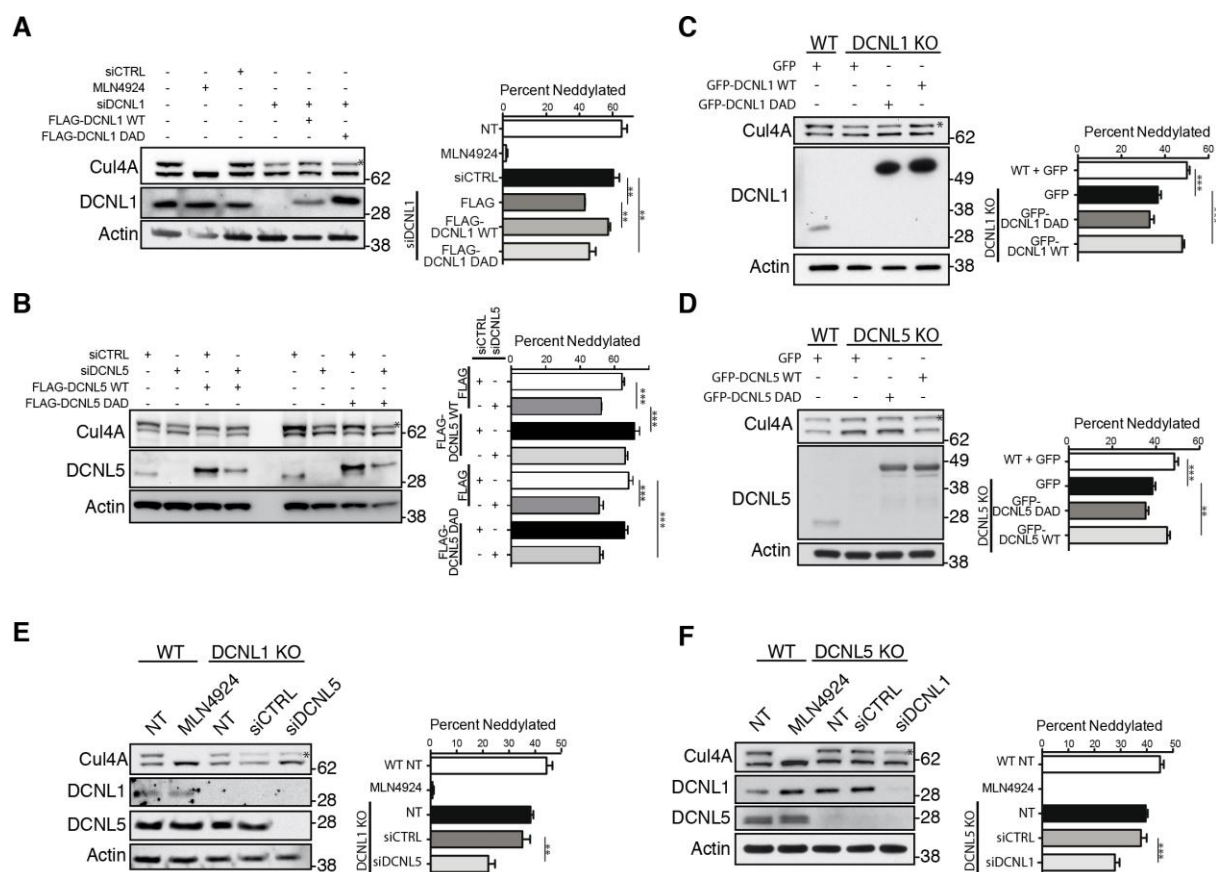 A
siCTRL - - + - - -
MLN4924 - + - - - -
siDCNL1 - - - + + +
FLAG-DCNL1 WT - - - - + -
FLAG-DCNL1 DAD - - - - - +
Cul4A * 62
DCNL1 28
Actin 38
Percent Neddylated
0 20 40 60
NT
MLN4924
siCTRL
FLAG
FLAG-
DCNL1 WT
FLAG-
DCNL1 DAD
siDCNL1
** ** **
B
siCTRL + - + - + - + -
siDCNL5 - + - + - + - +
FLAG-DCNL5 WT - - + + - - - -
FLAG-DCNL5 DAD - - - - - - + +
Cul4A * 62
DCNL5 28
Actin 38
siCTRL
siDCNL5
Percent Neddylated
0 20 40 60
FLAG
+ -
- +
FLAG-
DCNL5 WT
+ -
- +
FLAG
+ -
- +
FLAG-
DCNL5 DAD
+ -
- +
*** *** *** ***
C
WT DCNL1 KO
GFP + + - -
GFP-DCNL1 WT - - - +
GFP-DCNL1 DAD - - + -
Cul4A * 62
DCNL1
49
38
28
Actin 38
Percent Neddylated
0 20 40 60
WT + GFP
GFP
GFP-
DCNL1 DAD
GFP-
DCNL1 WT
DCNL1 KO
***
D
WT DCNL5 KO
GFP + + - -
GFP-DCNL5 WT - - - +
GFP-DCNL5 DAD - - + -
Cul4A * 62
DCNL5
49
38
28
Actin 38
Percent Neddylated
0 20 40 60
WT + GFP
GFP
GFP-
DCNL5 DAD
GFP-
DCNL5 WT
DCNL5 KO
*** **
E
WT DCNL1 KO
NT MLN4924 NT siCTRL siDCNL5
Cul4A * 62
DCNL1 28
DCNL5 28
Actin 38
Percent Neddylated
0 10 20 30 40 50
WT NT
MLN4924
NT
siCTRL
siDCNL5
DCNL1 KO
**
F
WT DCNL5 KO
NT MLN4924 NT siCTRL siDCNL1
Cul4A * 62
DCNL1 28
DCNL5 28
Actin 38
Percent Neddylated
0 10 20 30 40 50
WT NT
MLN4924
NT
siCTRL
siDCNL1
DCNL5 KO
***